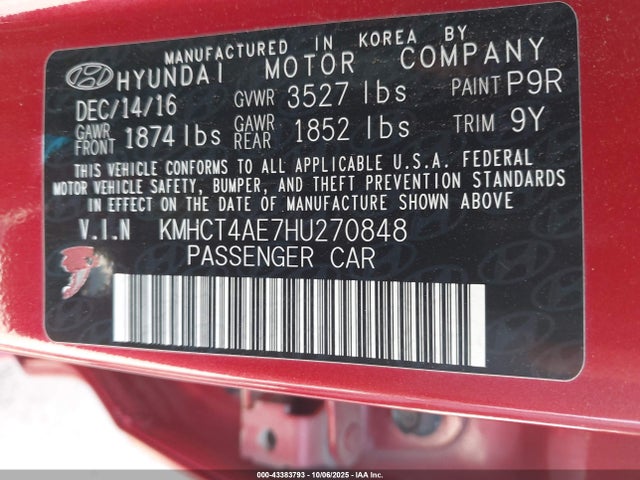 MANUFACTURED IN KOREA BY
HYUNDAI MOTOR COMPANY
DEC/14/16 GVWR 3527 lbs PAINT P9R
GAWR FRONT 1874 lbs GAWR REAR 1852 lbs TRIM 9Y
THIS VEHICLE CONFORMS TO ALL APPLICABLE U.S.A. FEDERAL
MOTOR VEHICLE SAFETY, BUMPER, AND THEFT PREVENTION STANDARDS
IN EFFECT ON THE DATE OF MANUFACTURE SHOWN ABOVE
V.I.N KMHCT4AE7HU270848
PASSENGER CAR
000-43383793 - 10/06/2025 - IAA Inc.